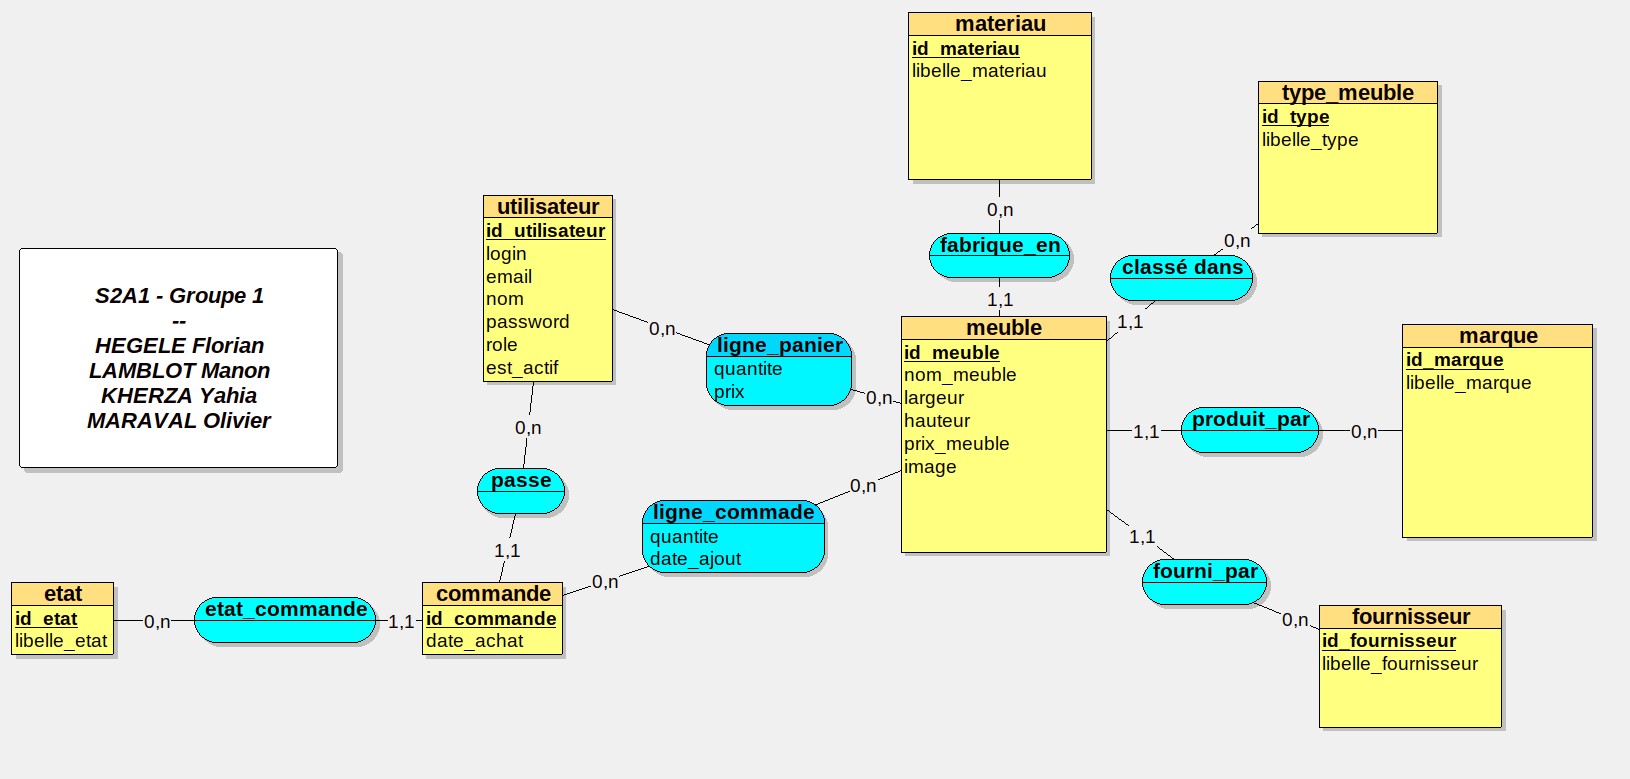 materiau
id_materiau
libelle_materiau
0,n
fabrique_en
1,1
type_meuble
id_type
libelle_type
0,n
classé dans
1,1
utilisateur
id_utilisateur
login
email
nom
password
role
est_actif
0,n
ligne_panier
quantite
prix
0,n
S2A1 - Groupe 1
--
HEGELE Florian
LAMBLOT Manon
KHERZA Yahia
MARAVAL Olivier
meuble
id_meuble
nom_meuble
largeur
hauteur
prix_meuble
image
marque
id_marque
libelle_marque
1,1
produit_par
0,n
0,n
passe
1,1
0,n
ligne_commade
quantite
date_ajout
0,n
1,1
fourni_par
0,n
etat
id_etat
libelle_etat
0,n
etat_commande
1,1
commande
id_commande
date_achat
fournisseur
id_fournisseur
libelle_fournisseur